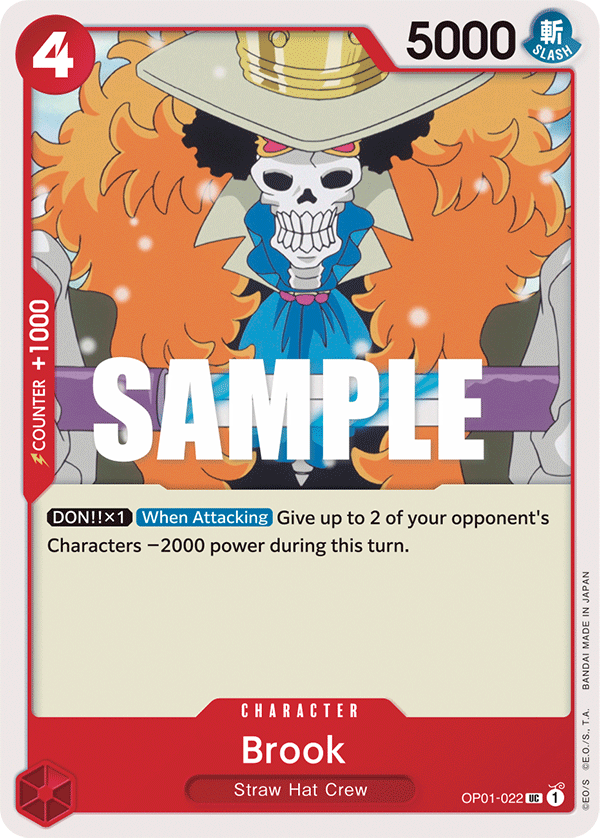 4
5000
斬
SLASH
COUNTER +1000
SAMPLE
DON!!×1 When Attacking Give up to 2 of your opponent's
Characters −2000 power during this turn.
CHARACTER
Brook
Straw Hat Crew
OP01-022 UC 1
©EO/S ©E.O./S., T.A. BANDAI MADE IN JAPAN